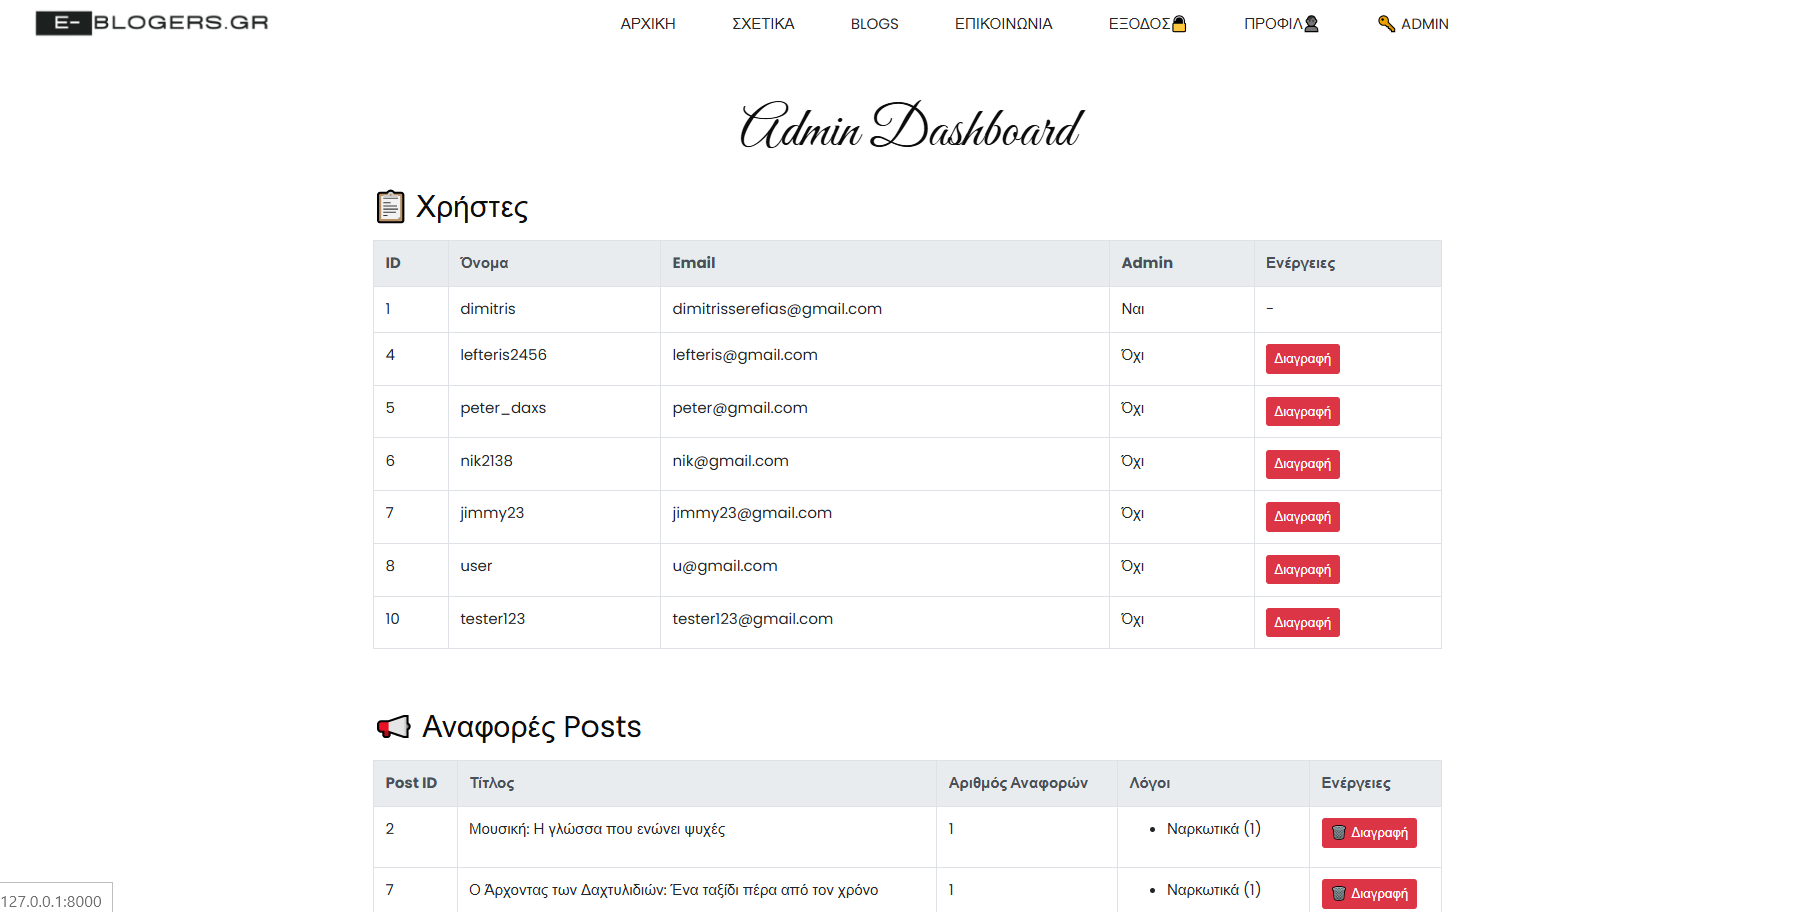 E-BLOGERS.GR
ΑΡΧΙΚΗ ΣΧΕΤΙΚΑ BLOGS ΕΠΙΚΟΙΝΩΝΙΑ ΕΞΟΔΟΣ🔒 ΠΡΟΦΙΛ👤 🔑 ADMIN
Admin Dashboard
📋 Χρήστες
ID Όνομα Email Admin Ενέργειες
1 dimitris dimitrisserefias@gmail.com Ναι -
4 lefteris2456 lefteris@gmail.com Όχι Διαγραφή
5 peter_daxs peter@gmail.com Όχι Διαγραφή
6 nik2138 nik@gmail.com Όχι Διαγραφή
7 jimmy23 jimmy23@gmail.com Όχι Διαγραφή
8 user u@gmail.com Όχι Διαγραφή
10 tester123 tester123@gmail.com Όχι Διαγραφή
📢 Αναφορές Posts
Post ID Τίτλος Αριθμός Αναφορών Λόγοι Ενέργειες
2 Μουσική: Η γλώσσα που ενώνει ψυχές 1 • Ναρκωτικά (1) 🗑️ Διαγραφή
7 Ο Άρχοντας των Δαχτυλιδιών: Ένα ταξίδι πέρα από τον χρόνο 1 • Ναρκωτικά (1) 🗑️ Διαγραφή
127.0.0.1:8000